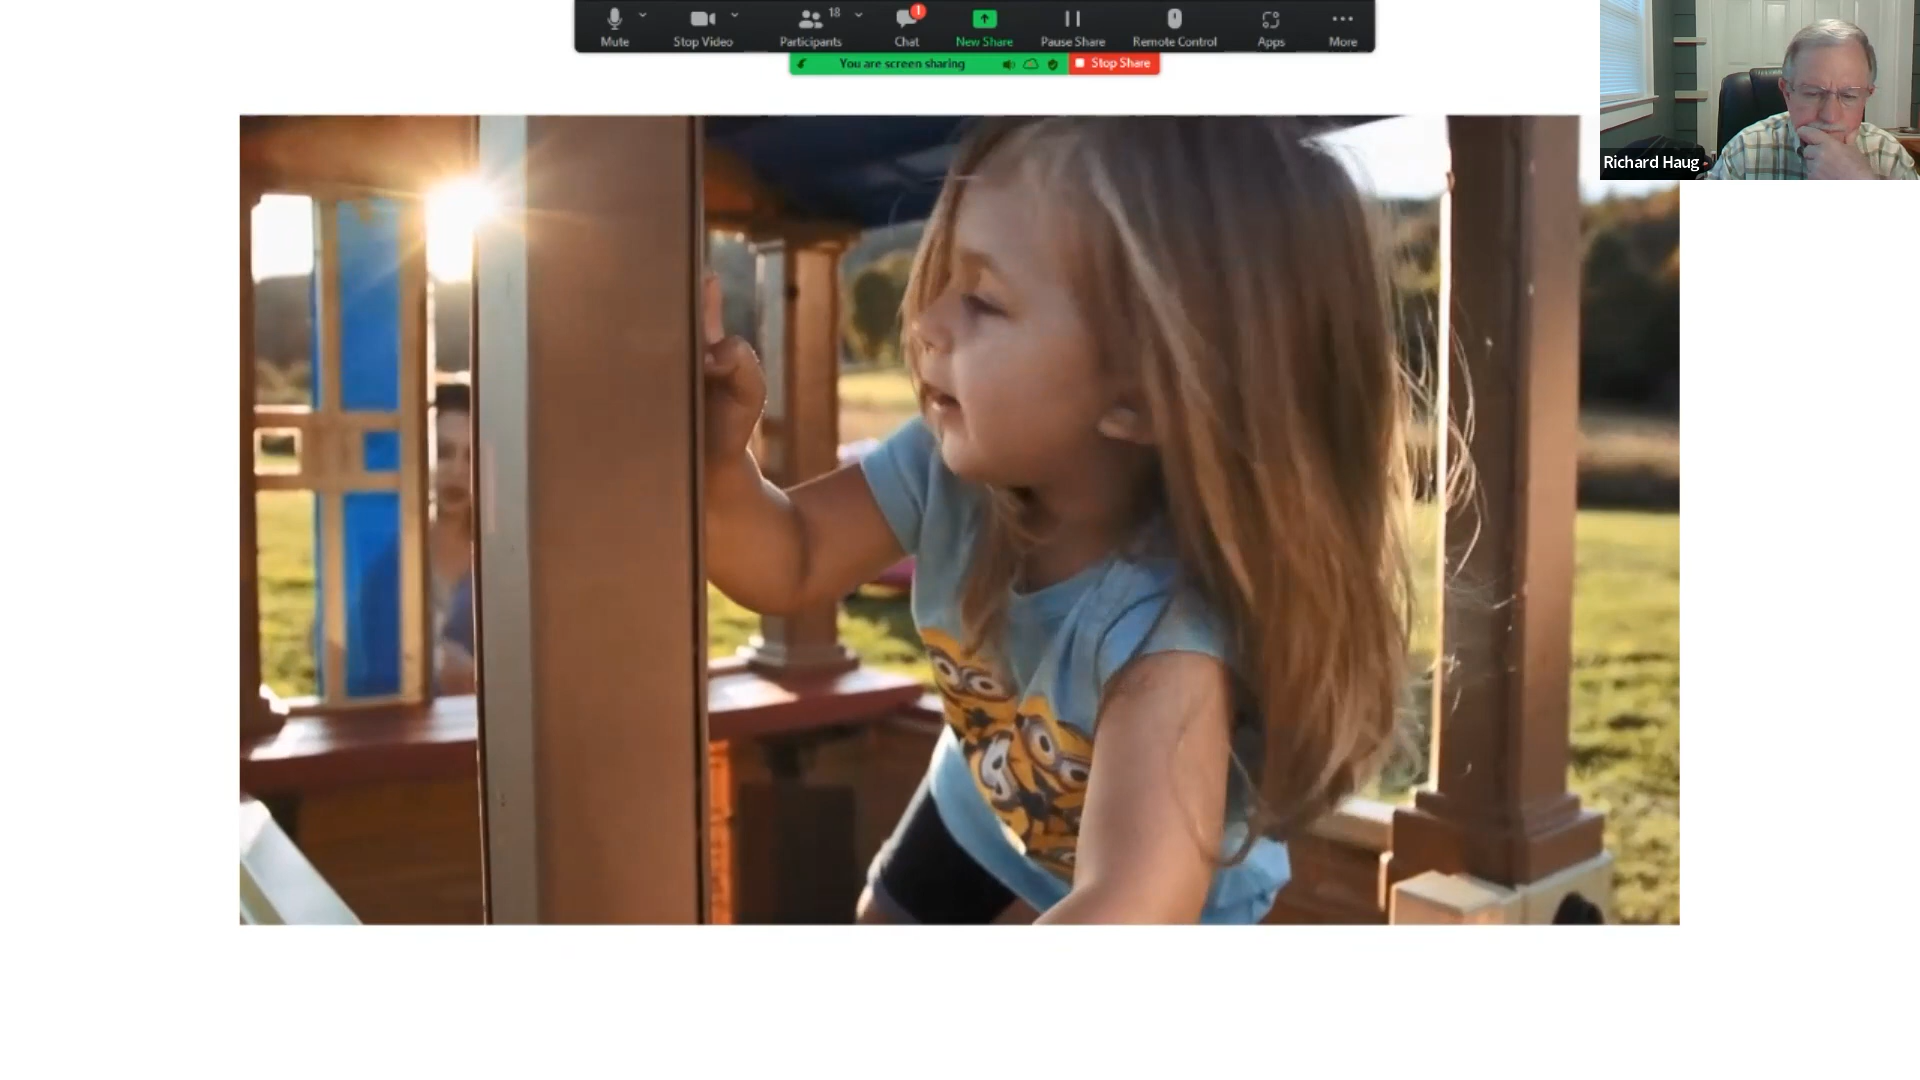 18
1
Mute Stop Video Participants Chat New Share Pause Share Remote Control Apps More
You are screen sharing Stop Share
Richard Haug